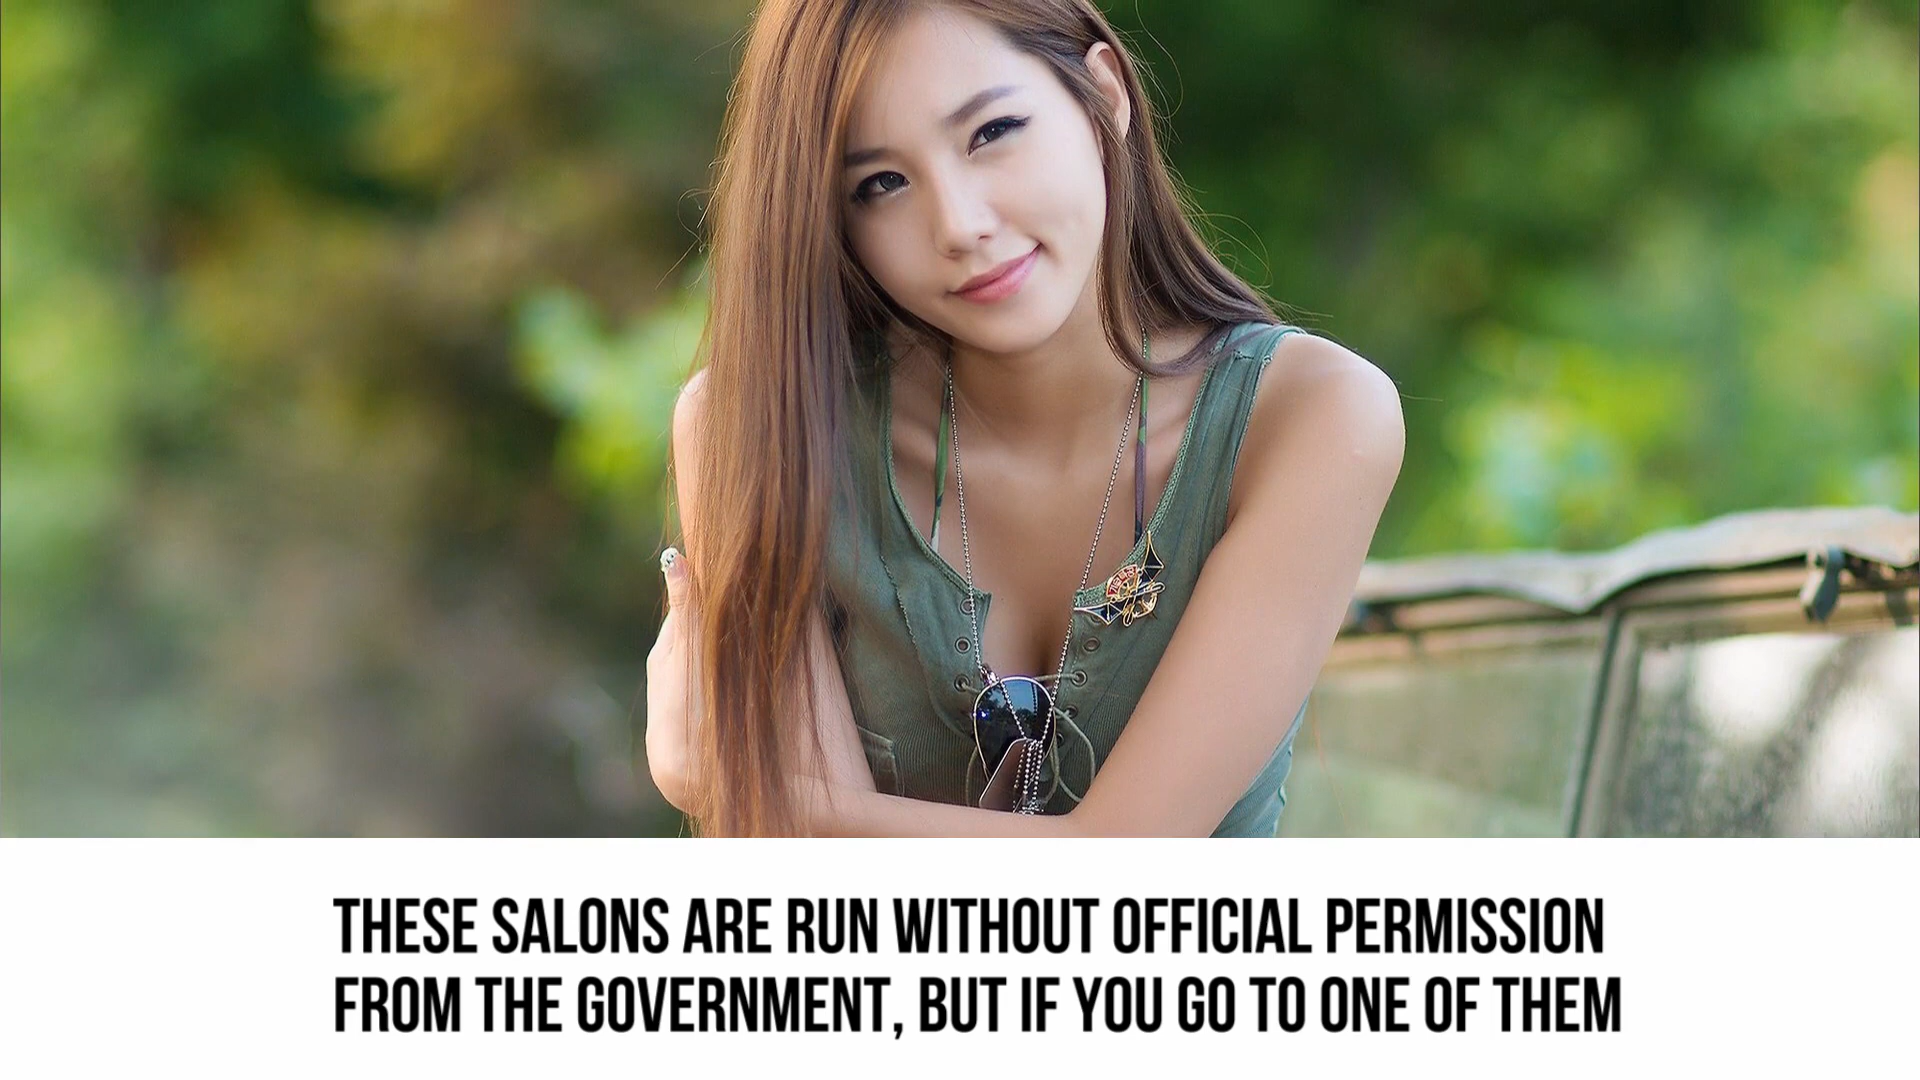 THESE SALONS ARE RUN WITHOUT OFFICIAL PERMISSION
FROM THE GOVERNMENT, BUT IF YOU GO TO ONE OF THEM